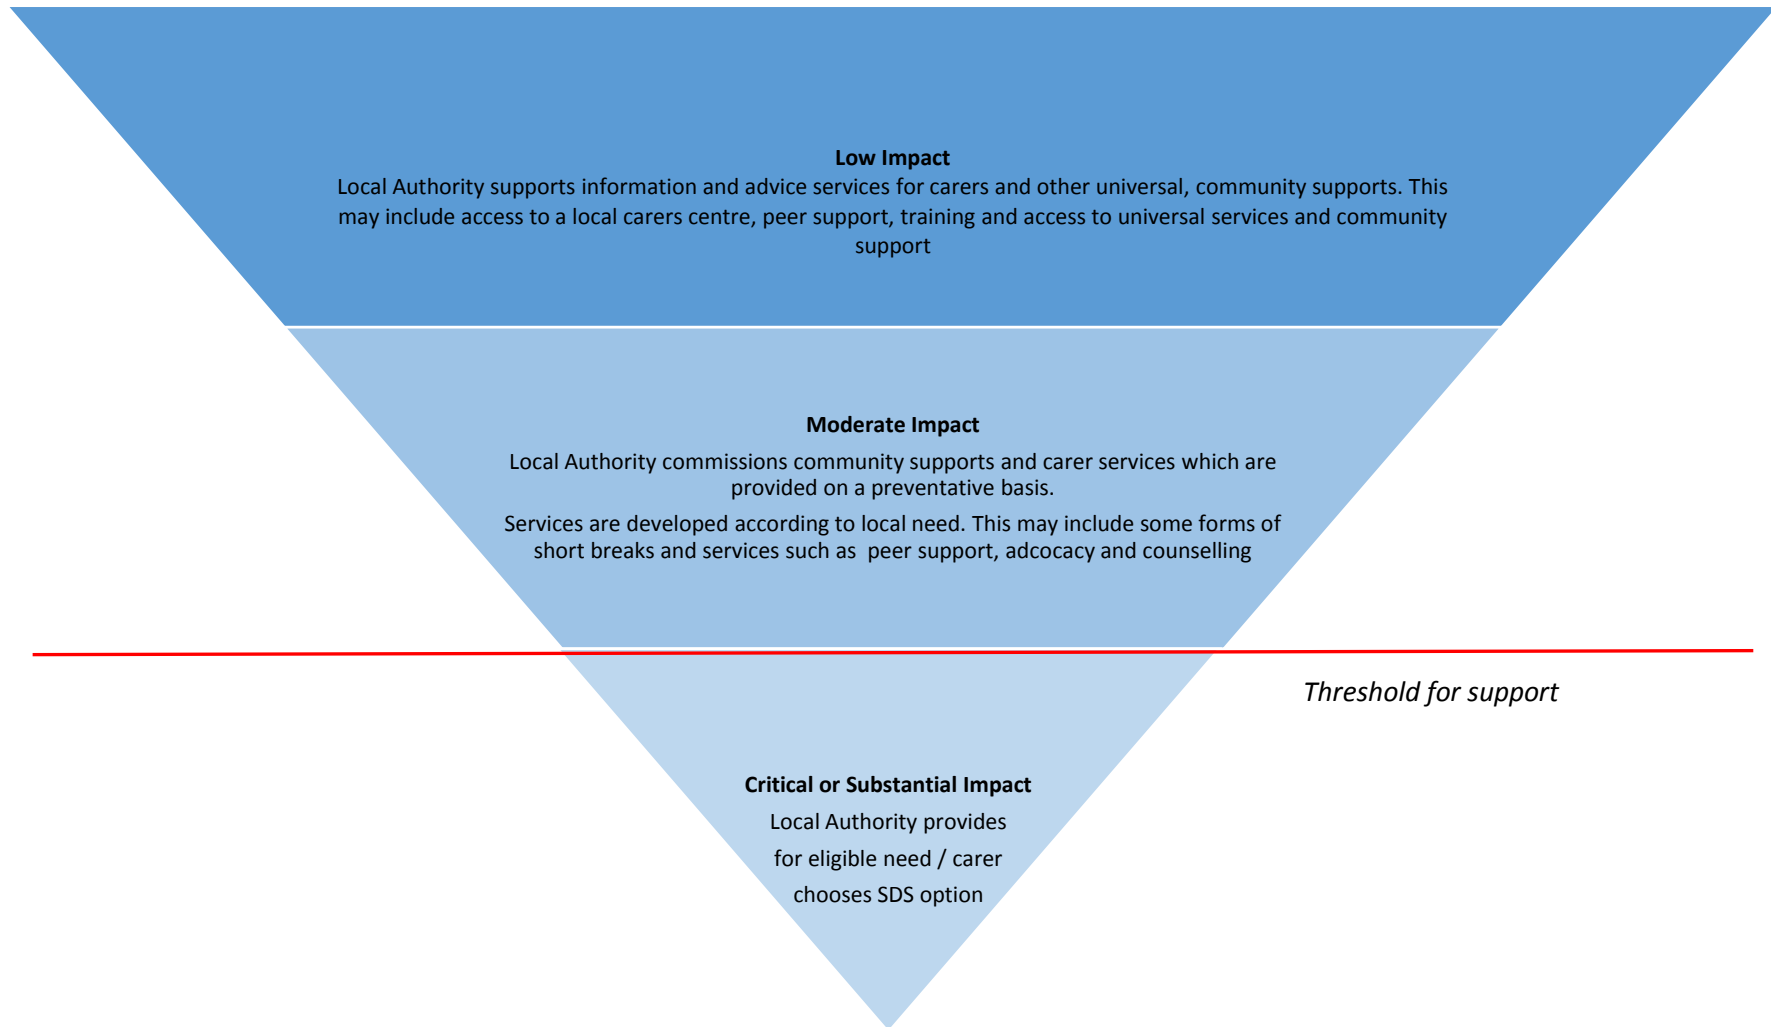 Low Impact
Local Authority supports information and advice services for carers and other universal, community supports. This
may include access to a local carers centre, peer support, training and access to universal services and community
support
Moderate Impact
Local Authority commissions community supports and carer services which are
provided on a preventative basis.
Services are developed according to local need. This may include some forms of
short breaks and services such as  peer support, adcocacy and counselling
Threshold for support
Critical or Substantial Impact
Local Authority provides
for eligible need / carer
chooses SDS option